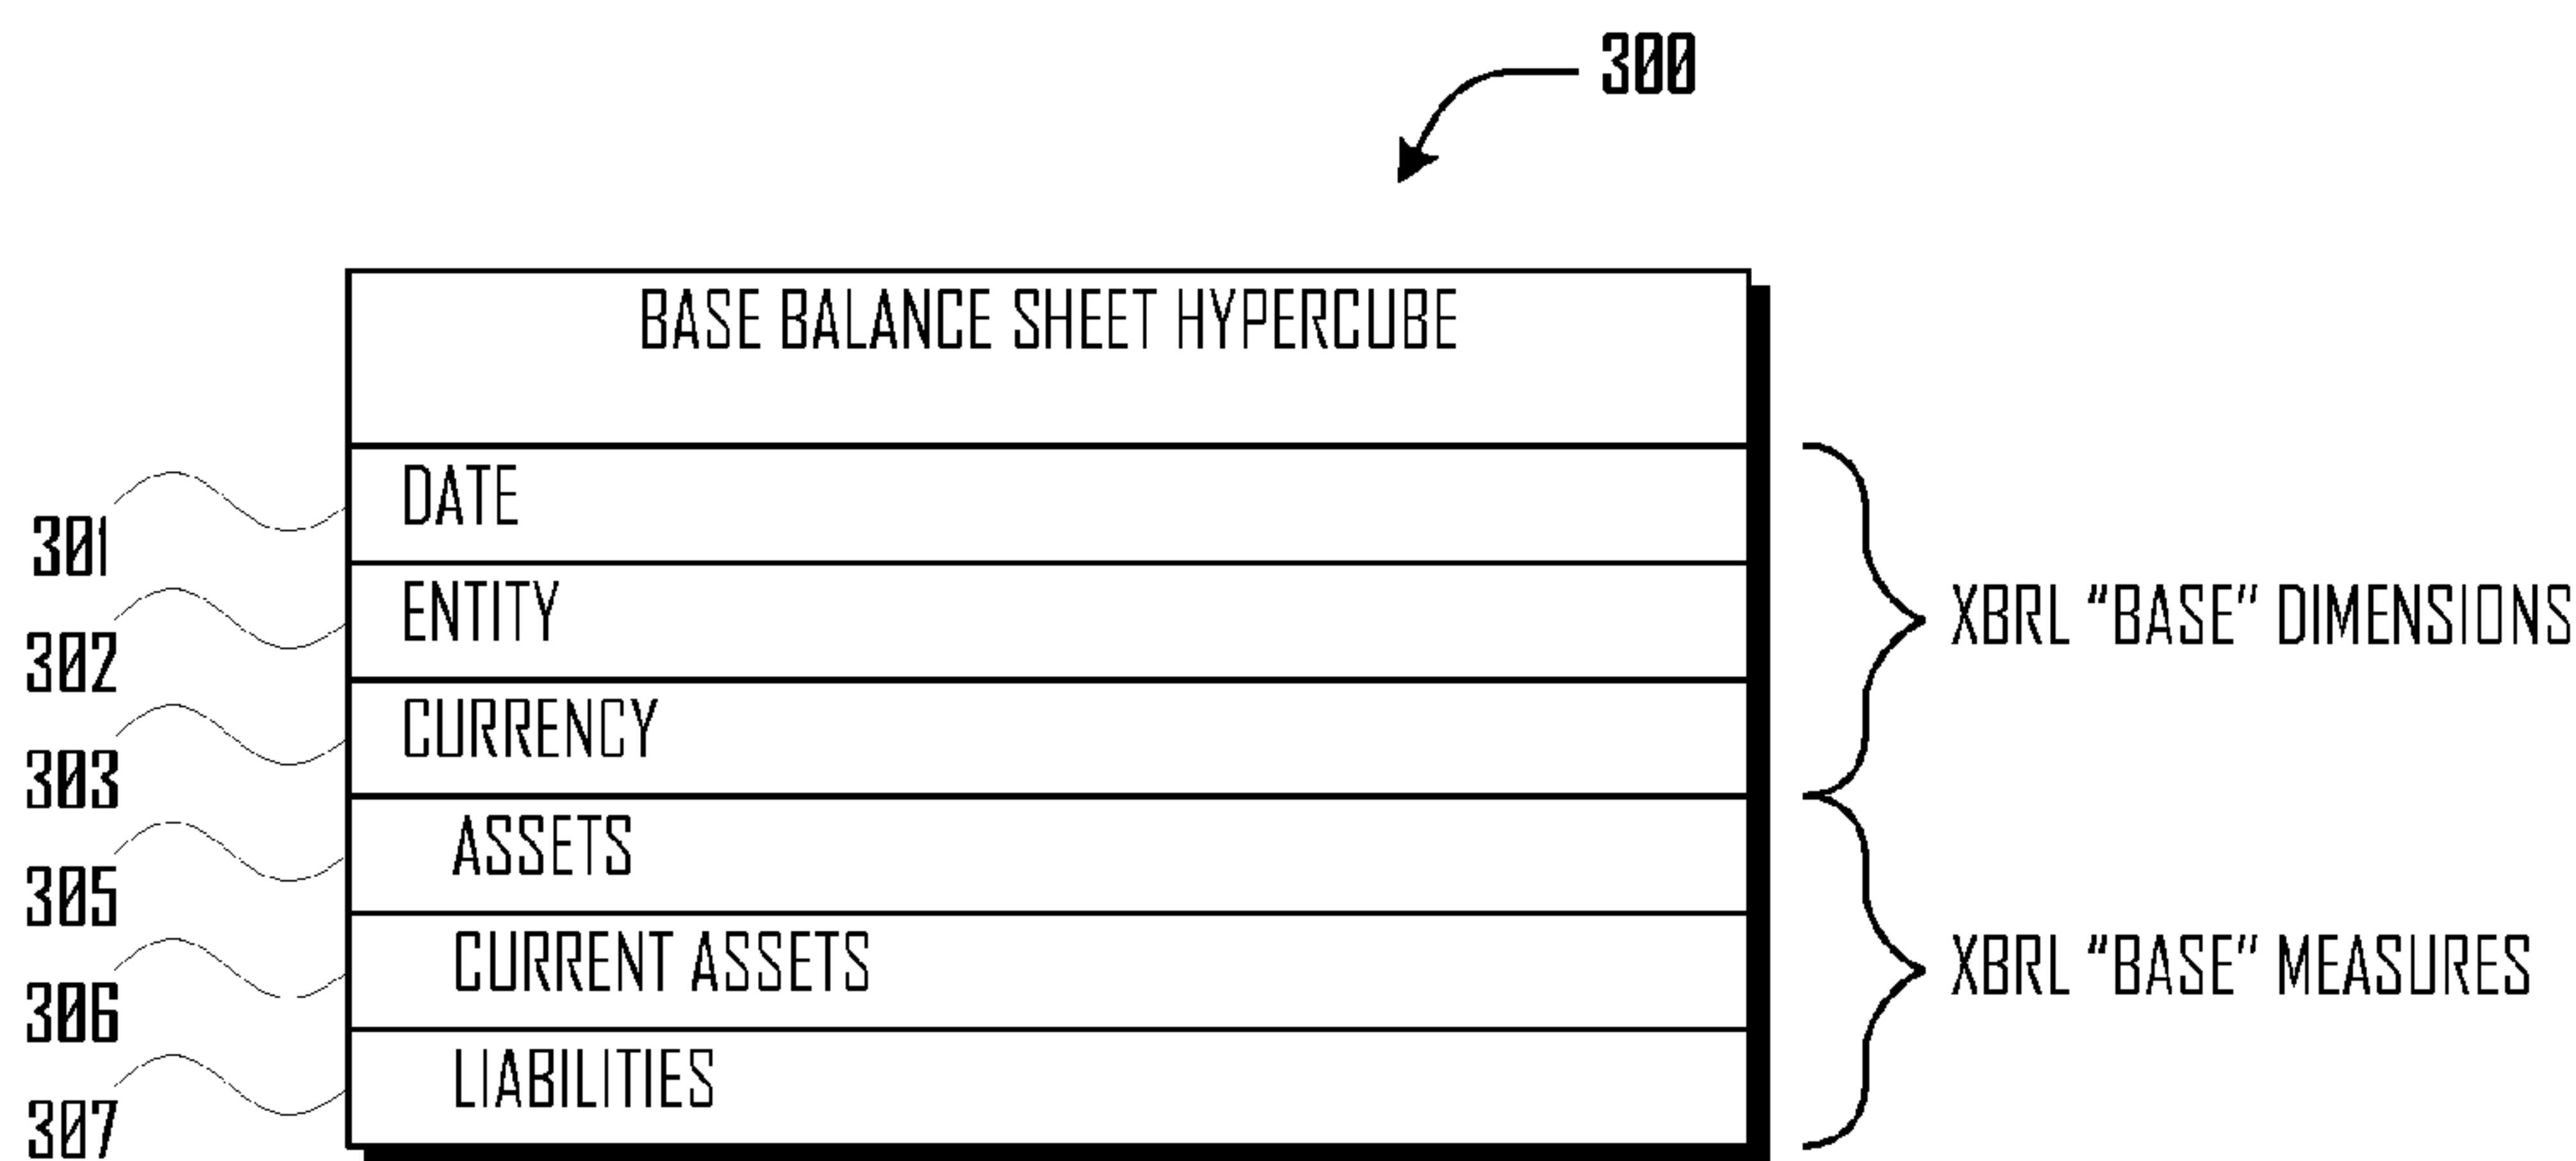 300
BASE BALANCE SHEET HYPERCUBE
301
DATE
302
ENTITY
XBRL "BASE" DIMENSIONS
303
CURRENCY
305
ASSETS
306
CURRENT ASSETS
XBRL "BASE" MEASURES
307
LIABILITIES